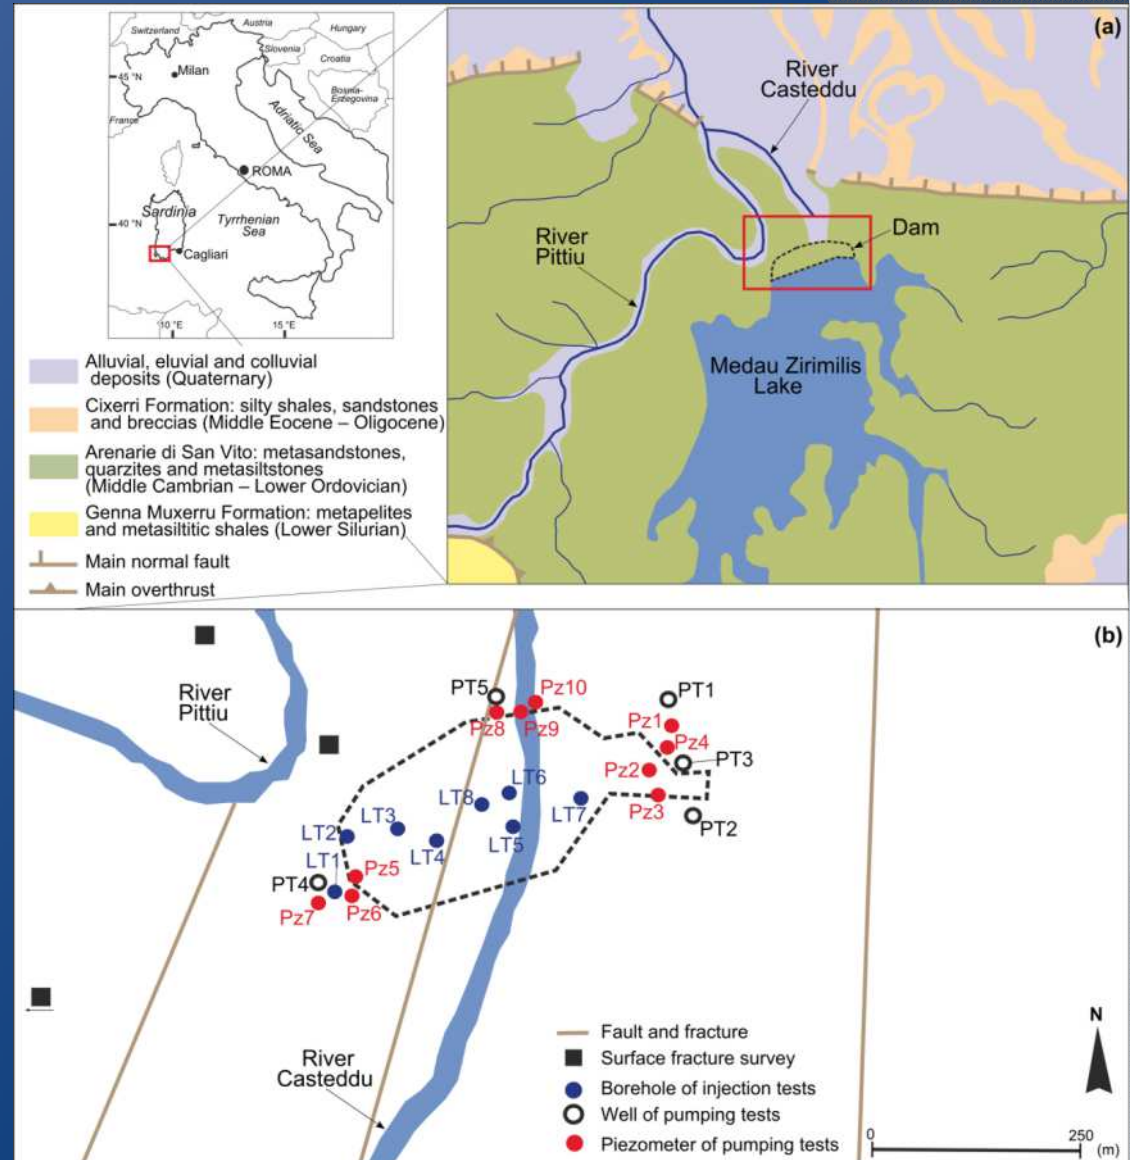 Switzerland
Austria
Hungary
Slovenia
Croatia
Bosnia-
Erzegovina
45 °N
Milan
France
Adriatic Sea
ROMA
40 °N
Sardinia
Tyrrhenian
Sea
Cagliari
10 °E
15 °E
Alluvial, eluvial and colluvial
deposits (Quaternary)
Cixerri Formation: silty shales, sandstones
and breccias (Middle Eocene – Oligocene)
Arenarie di San Vito: metasandstones,
quarzites and metasiltstones
(Middle Cambrian – Lower Ordovician)
Genna Muxerru Formation: metapelites
and metasiltitic shales (Lower Silurian)
Main normal fault
Main overthrust
(a)
River
Casteddu
River
Pittiu
Dam
Medau Zirimilis
Lake
(b)
River
Pittiu
PT5
Pz10
Pz8
Pz9
PT1
Pz1
Pz4
PT3
Pz2
Pz3
PT2
LT6
LT8
LT7
LT3
LT2
LT4
LT5
LT1
Pz5
PT4
Pz7
Pz6
River
Casteddu
Fault and fracture
Surface fracture survey
Borehole of injection tests
Well of pumping tests
Piezometer of pumping tests
N
0
250
(m)